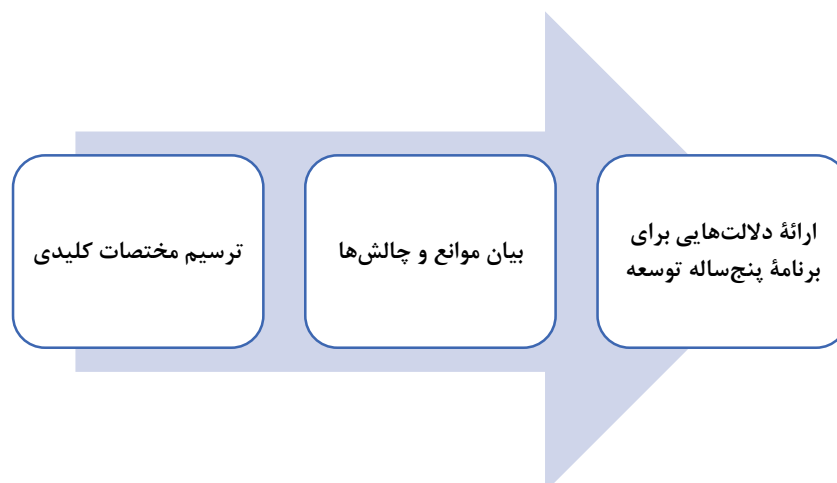 ترسیم مختصات کلیدی
بیان موانع و چالش‌ها
ارائهٔ دلالت‌هایی برای
برنامهٔ پنج‌ساله توسعه